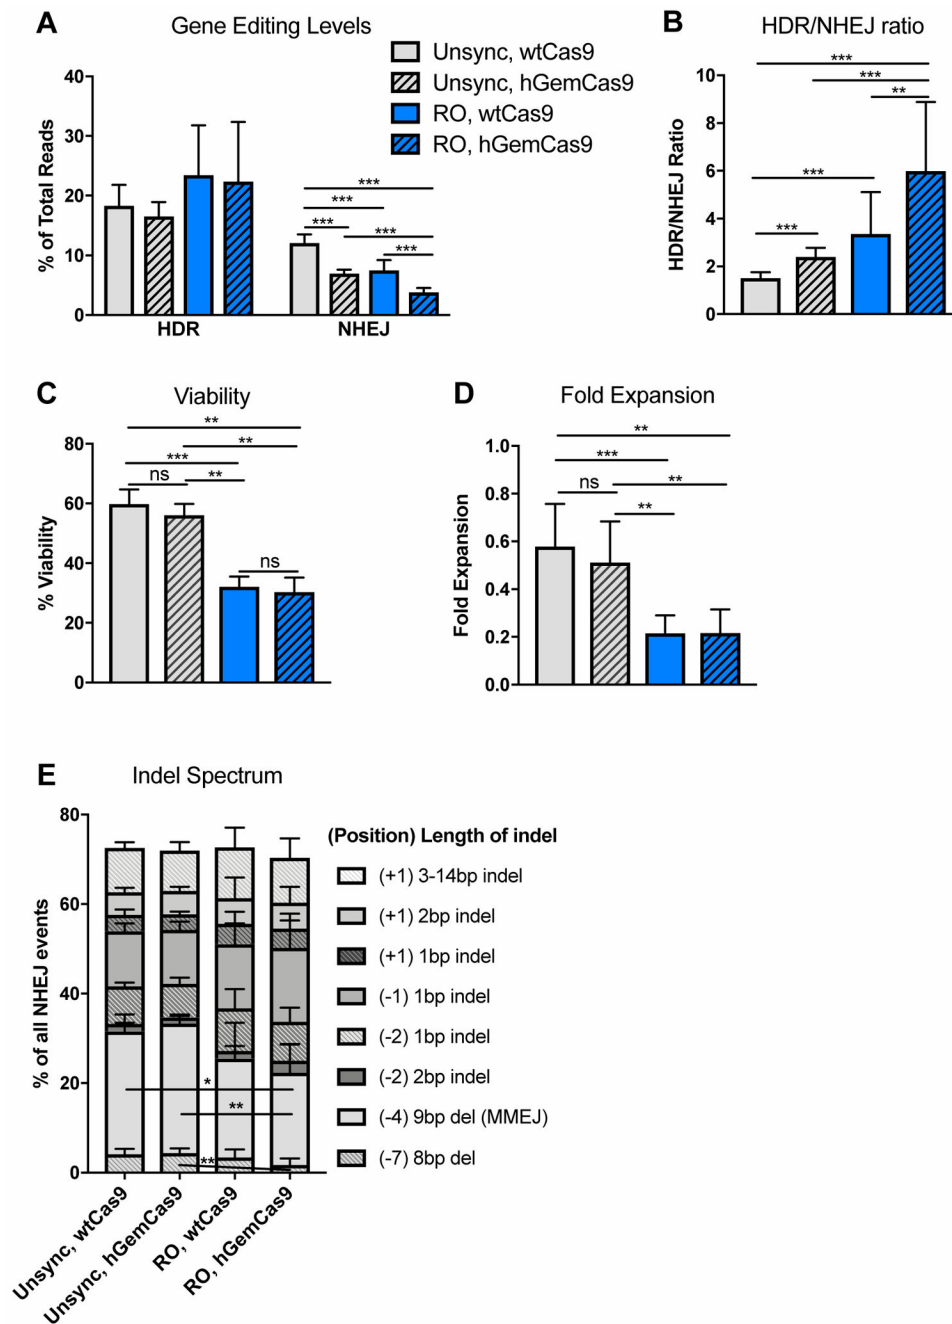 A
Gene Editing Levels
Unsync, wtCas9
Unsync, hGemCas9
RO, wtCas9
RO, hGemCas9
% of Total Reads
40
30
20
10
0
***
***
***
***
***
HDR
NHEJ
B
HDR/NHEJ ratio
HDR/NHEJ Ratio
10
8
6
4
2
0
***
***
**
***
***
C
Viability
% Viability
80
60
40
20
0
**
**
***
ns
**
ns
D
Fold Expansion
Fold Expansion
1.0
0.8
0.6
0.4
0.2
0.0
**
***
ns
**
**
E
Indel Spectrum
% of all NHEJ events
80
60
40
20
0
*
**
**
Unsync, wtCas9
Unsync, hGemCas9
RO, wtCas9
RO, hGemCas9
(Position) Length of indel
(+1) 3-14bp indel
(+1) 2bp indel
(+1) 1bp indel
(-1) 1bp indel
(-2) 1bp indel
(-2) 2bp indel
(-4) 9bp del (MMEJ)
(-7) 8bp del